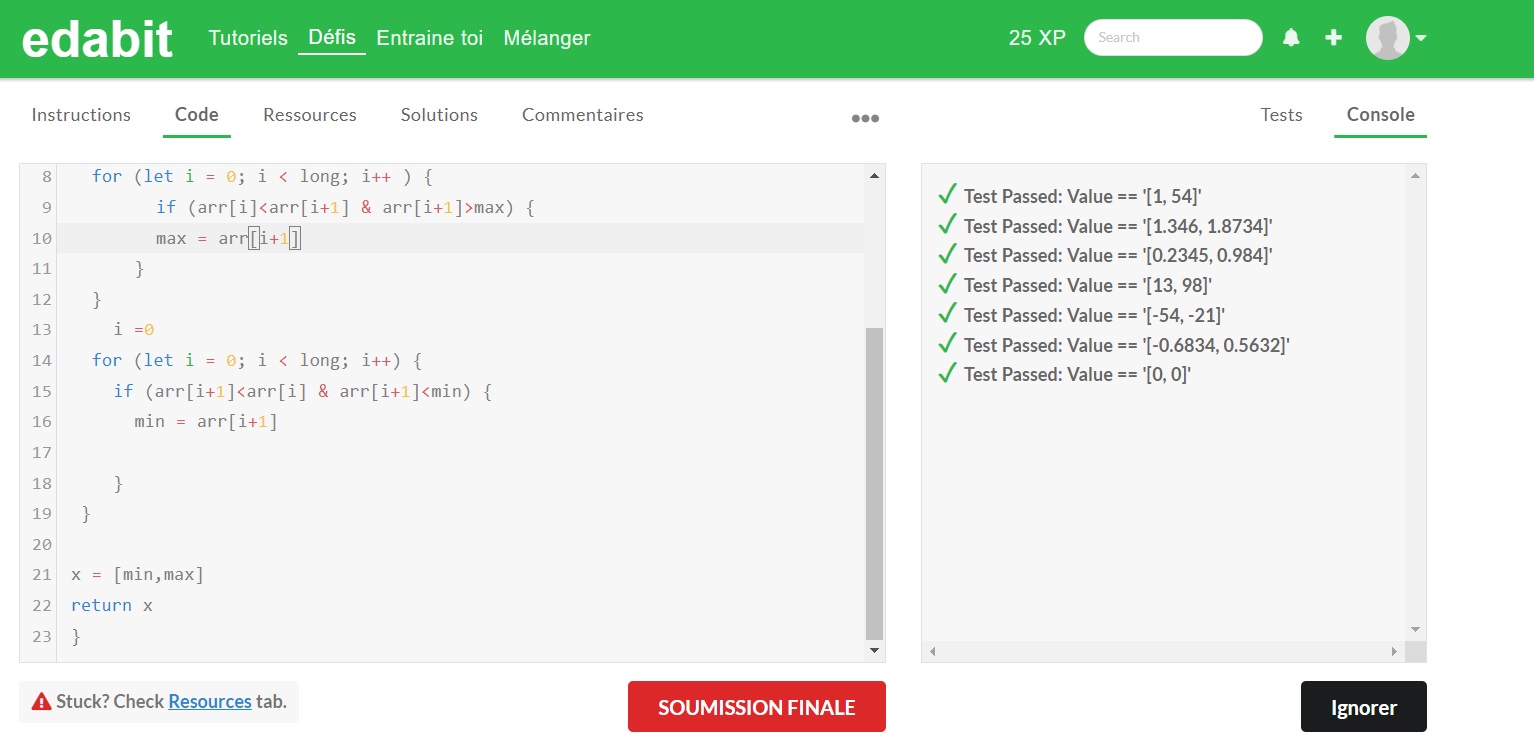 edabit Tutoriels Défis Entraine toi Mélanger 25 XP Search
Instructions Code Ressources Solutions Commentaires Tests Console
8 for (let i = 0; i < long; i++ ) {
9 if (arr[i]<arr[i+1] & arr[i+1]>max) {
10 max = arr[i+1]
11 }
12 }
13 i =0
14 for (let i = 0; i < long; i++) {
15 if (arr[i+1]<arr[i] & arr[i+1]<min) {
16 min = arr[i+1]
17
18 }
19 }
20
21 x = [min,max]
22 return x
23 }
Test Passed: Value == '[1, 54]'
Test Passed: Value == '[1.346, 1.8734]'
Test Passed: Value == '[0.2345, 0.984]'
Test Passed: Value == '[13, 98]'
Test Passed: Value == '[-54, -21]'
Test Passed: Value == '[-0.6834, 0.5632]'
Test Passed: Value == '[0, 0]'
Stuck? Check Resources tab.
SOUMISSION FINALE
Ignorer